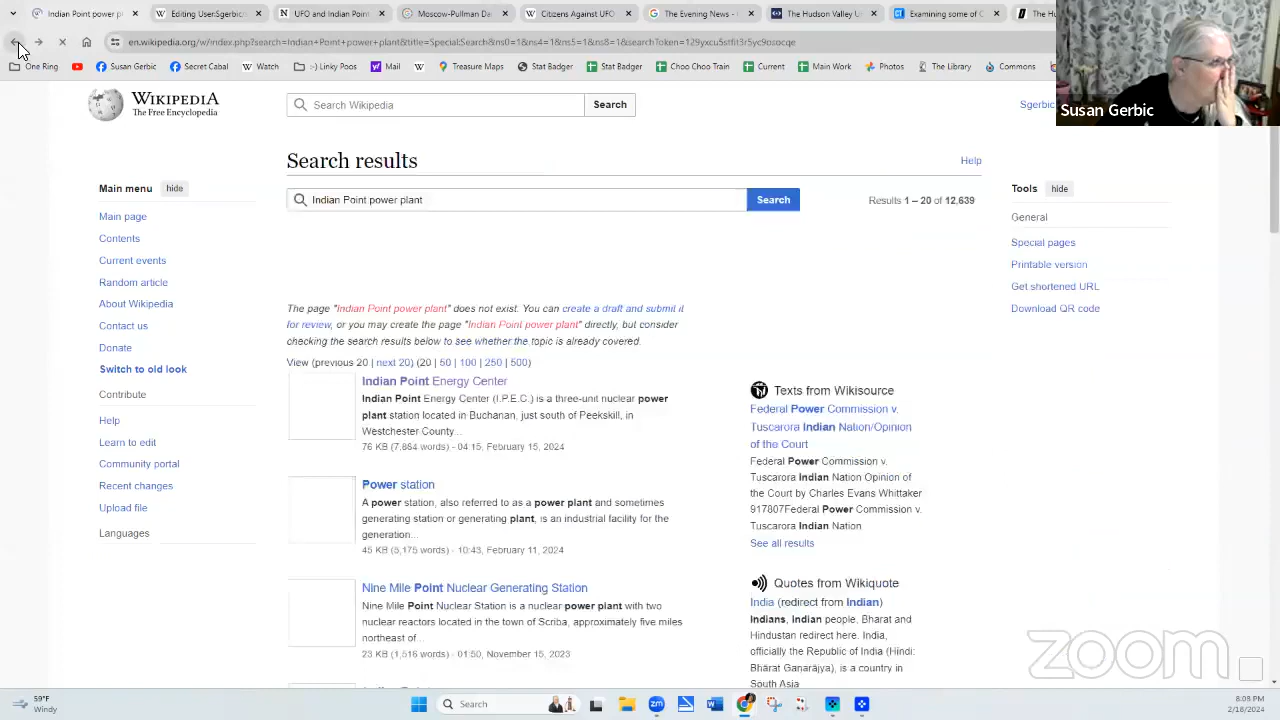 Wikipedia
Editing UserSgerbic
UFO
Moscow-Pullman Da
Citizens Against UFO
The Evening News -
The Hudson Valley U
Examining some of C
en.wikipedia.org/w/index.php?search=Indian+Point+power+plant&title=Special%3ASearch&ns0=1&ns4=1&ns5=1&ns8=1&searchToken=129yxcu5stfit3r5yc9oxocqe
One Ring
Susan Gerbic
Secret Cabal
Watch
:-) Linky Pooj
Mail
Treasure Maps
Stat Badger
Stat Badger
Choo Choo Train
Current
Main Work
Photos
The Library
Commons
Susan Gerbic
WIKIPEDIA
The Free Encyclopedia
Search Wikipedia
Search
Sgerbic
Search results
Help
Indian Point power plant
Search
Results 1 – 20 of 12,639
Main menu
hide
Main page
Contents
Current events
Random article
About Wikipedia
Contact us
Donate
Switch to old look
Contribute
Help
Learn to edit
Community portal
Recent changes
Upload file
Languages
The page "Indian Point power plant" does not exist. You can create a draft and submit it
for review, or you may create the page "Indian Point power plant" directly, but consider
checking the search results below to see whether the topic is already covered.
View (previous 20 | next 20) (20 | 50 | 100 | 250 | 500)
Indian Point Energy Center
Indian Point Energy Center (I.P.E.C.) is a three-unit nuclear power
plant station located in Buchanan, just south of Peekskill, in
Westchester County...
76 KB (7,884 words) - 04:15, February 15, 2024
Power station
A power station, also referred to as a power plant and sometimes
generating station or generating plant, is an industrial facility for the
generation...
45 KB (5,175 words) - 10:43, February 11, 2024
Nine Mile Point Nuclear Generating Station
Nine Mile Point Nuclear Station is a nuclear power plant with two
nuclear reactors located in the town of Scriba, approximately five miles
northeast of...
23 KB (1,516 words) - 01:50, November 15, 2023
Texts from Wikisource
Federal Power Commission v.
Tuscarora Indian Nation/Opinion
of the Court
Federal Power Commission v.
Tuscarora Indian Nation Opinion of
the Court by Charles Evans Whittaker
917807Federal Power Commission v.
Tuscarora Indian Nation
See all results
Quotes from Wikiquote
India (redirect from Indian)
Indians, Indian people, Bharat and
Hindustan redirect here. India,
officially the Republic of India (Hindi:
Bhārat Gaṇarājya), is a country in
South Asia
Tools
hide
General
Special pages
Printable version
Get shortened URL
Download QR code
zoom
59°F
Windy
Search
8:08 PM
2/18/2024